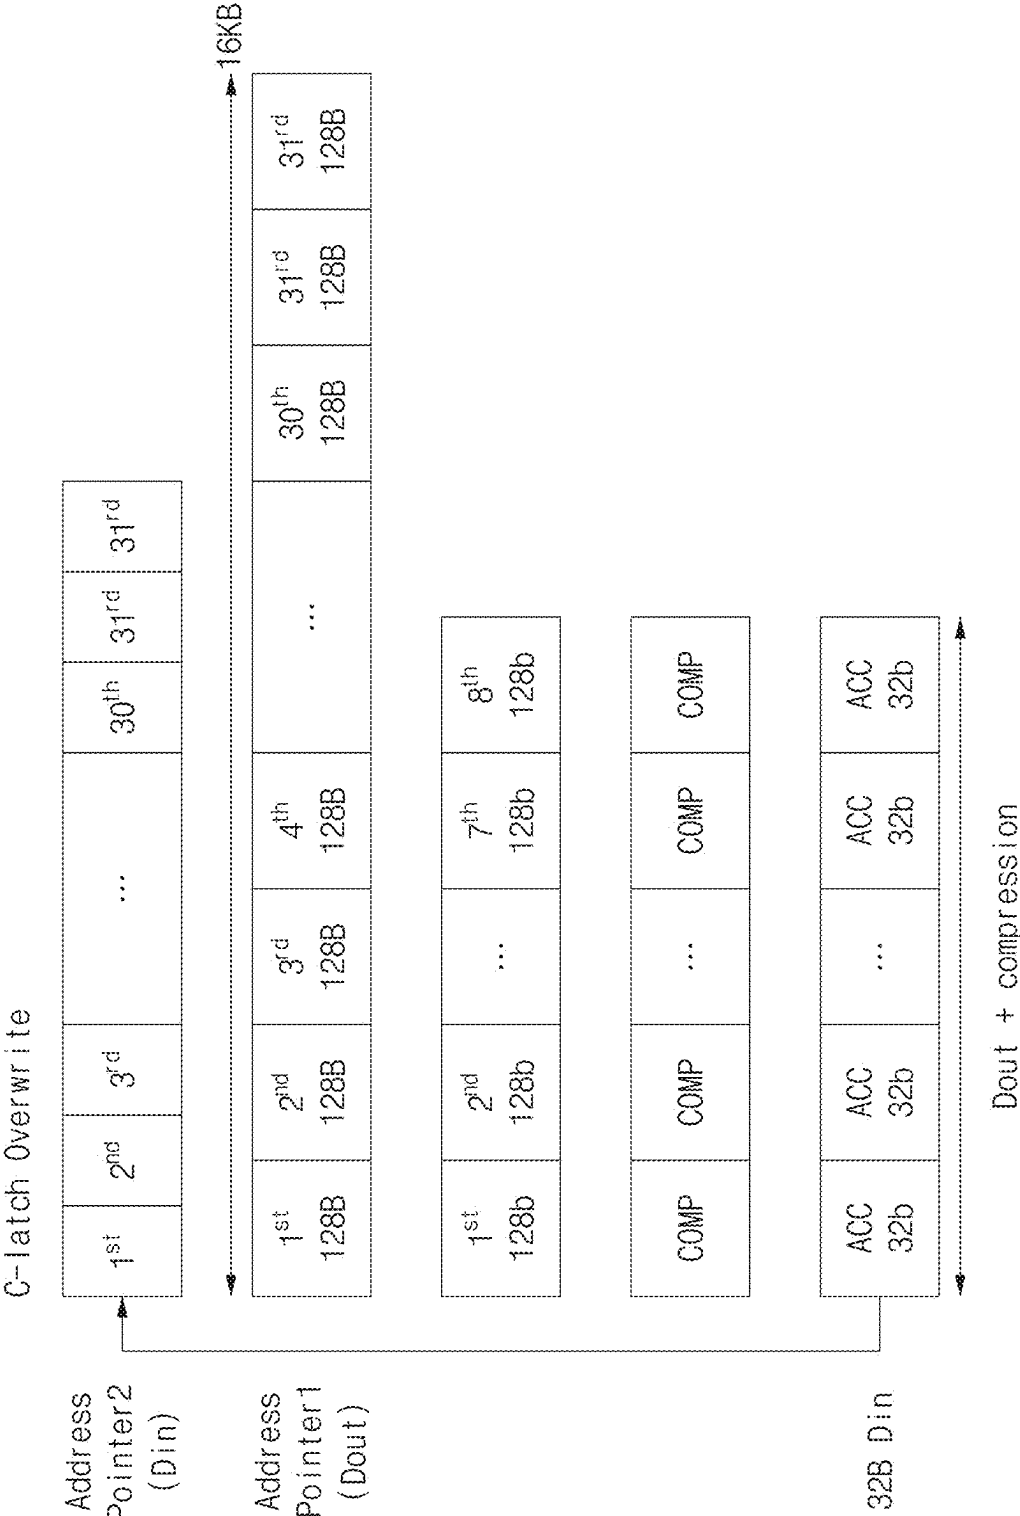 C-latch Overwrite
Address
Pointer2
(Din)
1st
2nd
3rd
...
30th
31rd
31rd
16KB
Address
Pointer1
(Dout)
1st
128B
2nd
128B
3rd
128B
4th
128B
...
30th
128B
31rd
128B
31rd
128B
1st
128b
2nd
128b
...
7th
128b
8th
128b
COMP
COMP
...
COMP
COMP
32B Din
ACC
32b
ACC
32b
...
ACC
32b
ACC
32b
Dout + compression